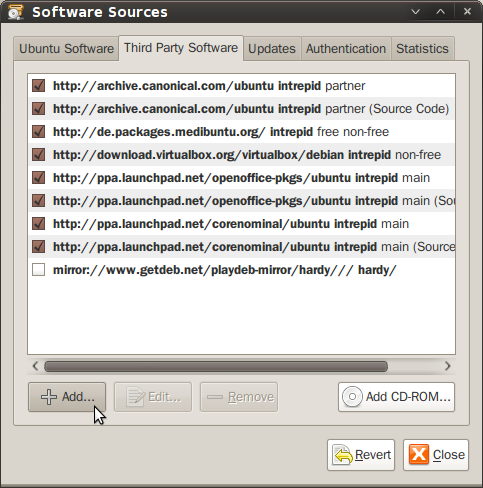 Software Sources
Ubuntu Software Third Party Software Updates Authentication Statistics
http://archive.canonical.com/ubuntu intrepid partner
http://archive.canonical.com/ubuntu intrepid partner (Source Code)
http://de.packages.medibuntu.org/ intrepid free non-free
http://download.virtualbox.org/virtualbox/debian intrepid non-free
http://ppa.launchpad.net/openoffice-pkgs/ubuntu intrepid main
http://ppa.launchpad.net/openoffice-pkgs/ubuntu intrepid main (Sou
http://ppa.launchpad.net/corenominal/ubuntu intrepid main
http://ppa.launchpad.net/corenominal/ubuntu intrepid main (Source
mirror://www.getdeb.net/playdeb-mirror/hardy/// hardy/
Add... Edit... Remove Add CD-ROM...
Revert Close